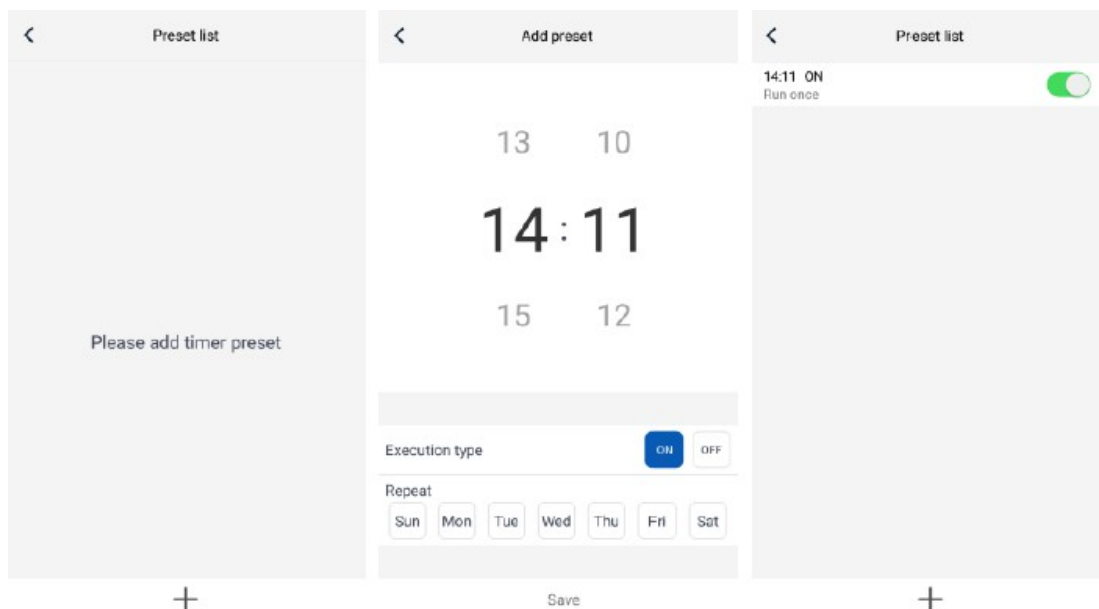 Preset list
Please add timer preset
+
Add preset
13 10
14 : 11
15 12
Execution type ON OFF
Repeat
Sun Mon Tue Wed Thu Fri Sat
Save
Preset list
14:11 ON
Run once
+